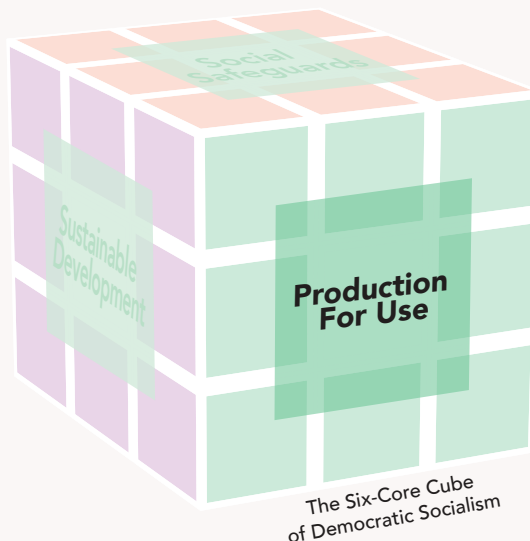 Social
Safeguards
Sustainable
Development
Production
For Use
The Six-Core Cube
of Democratic Socialism